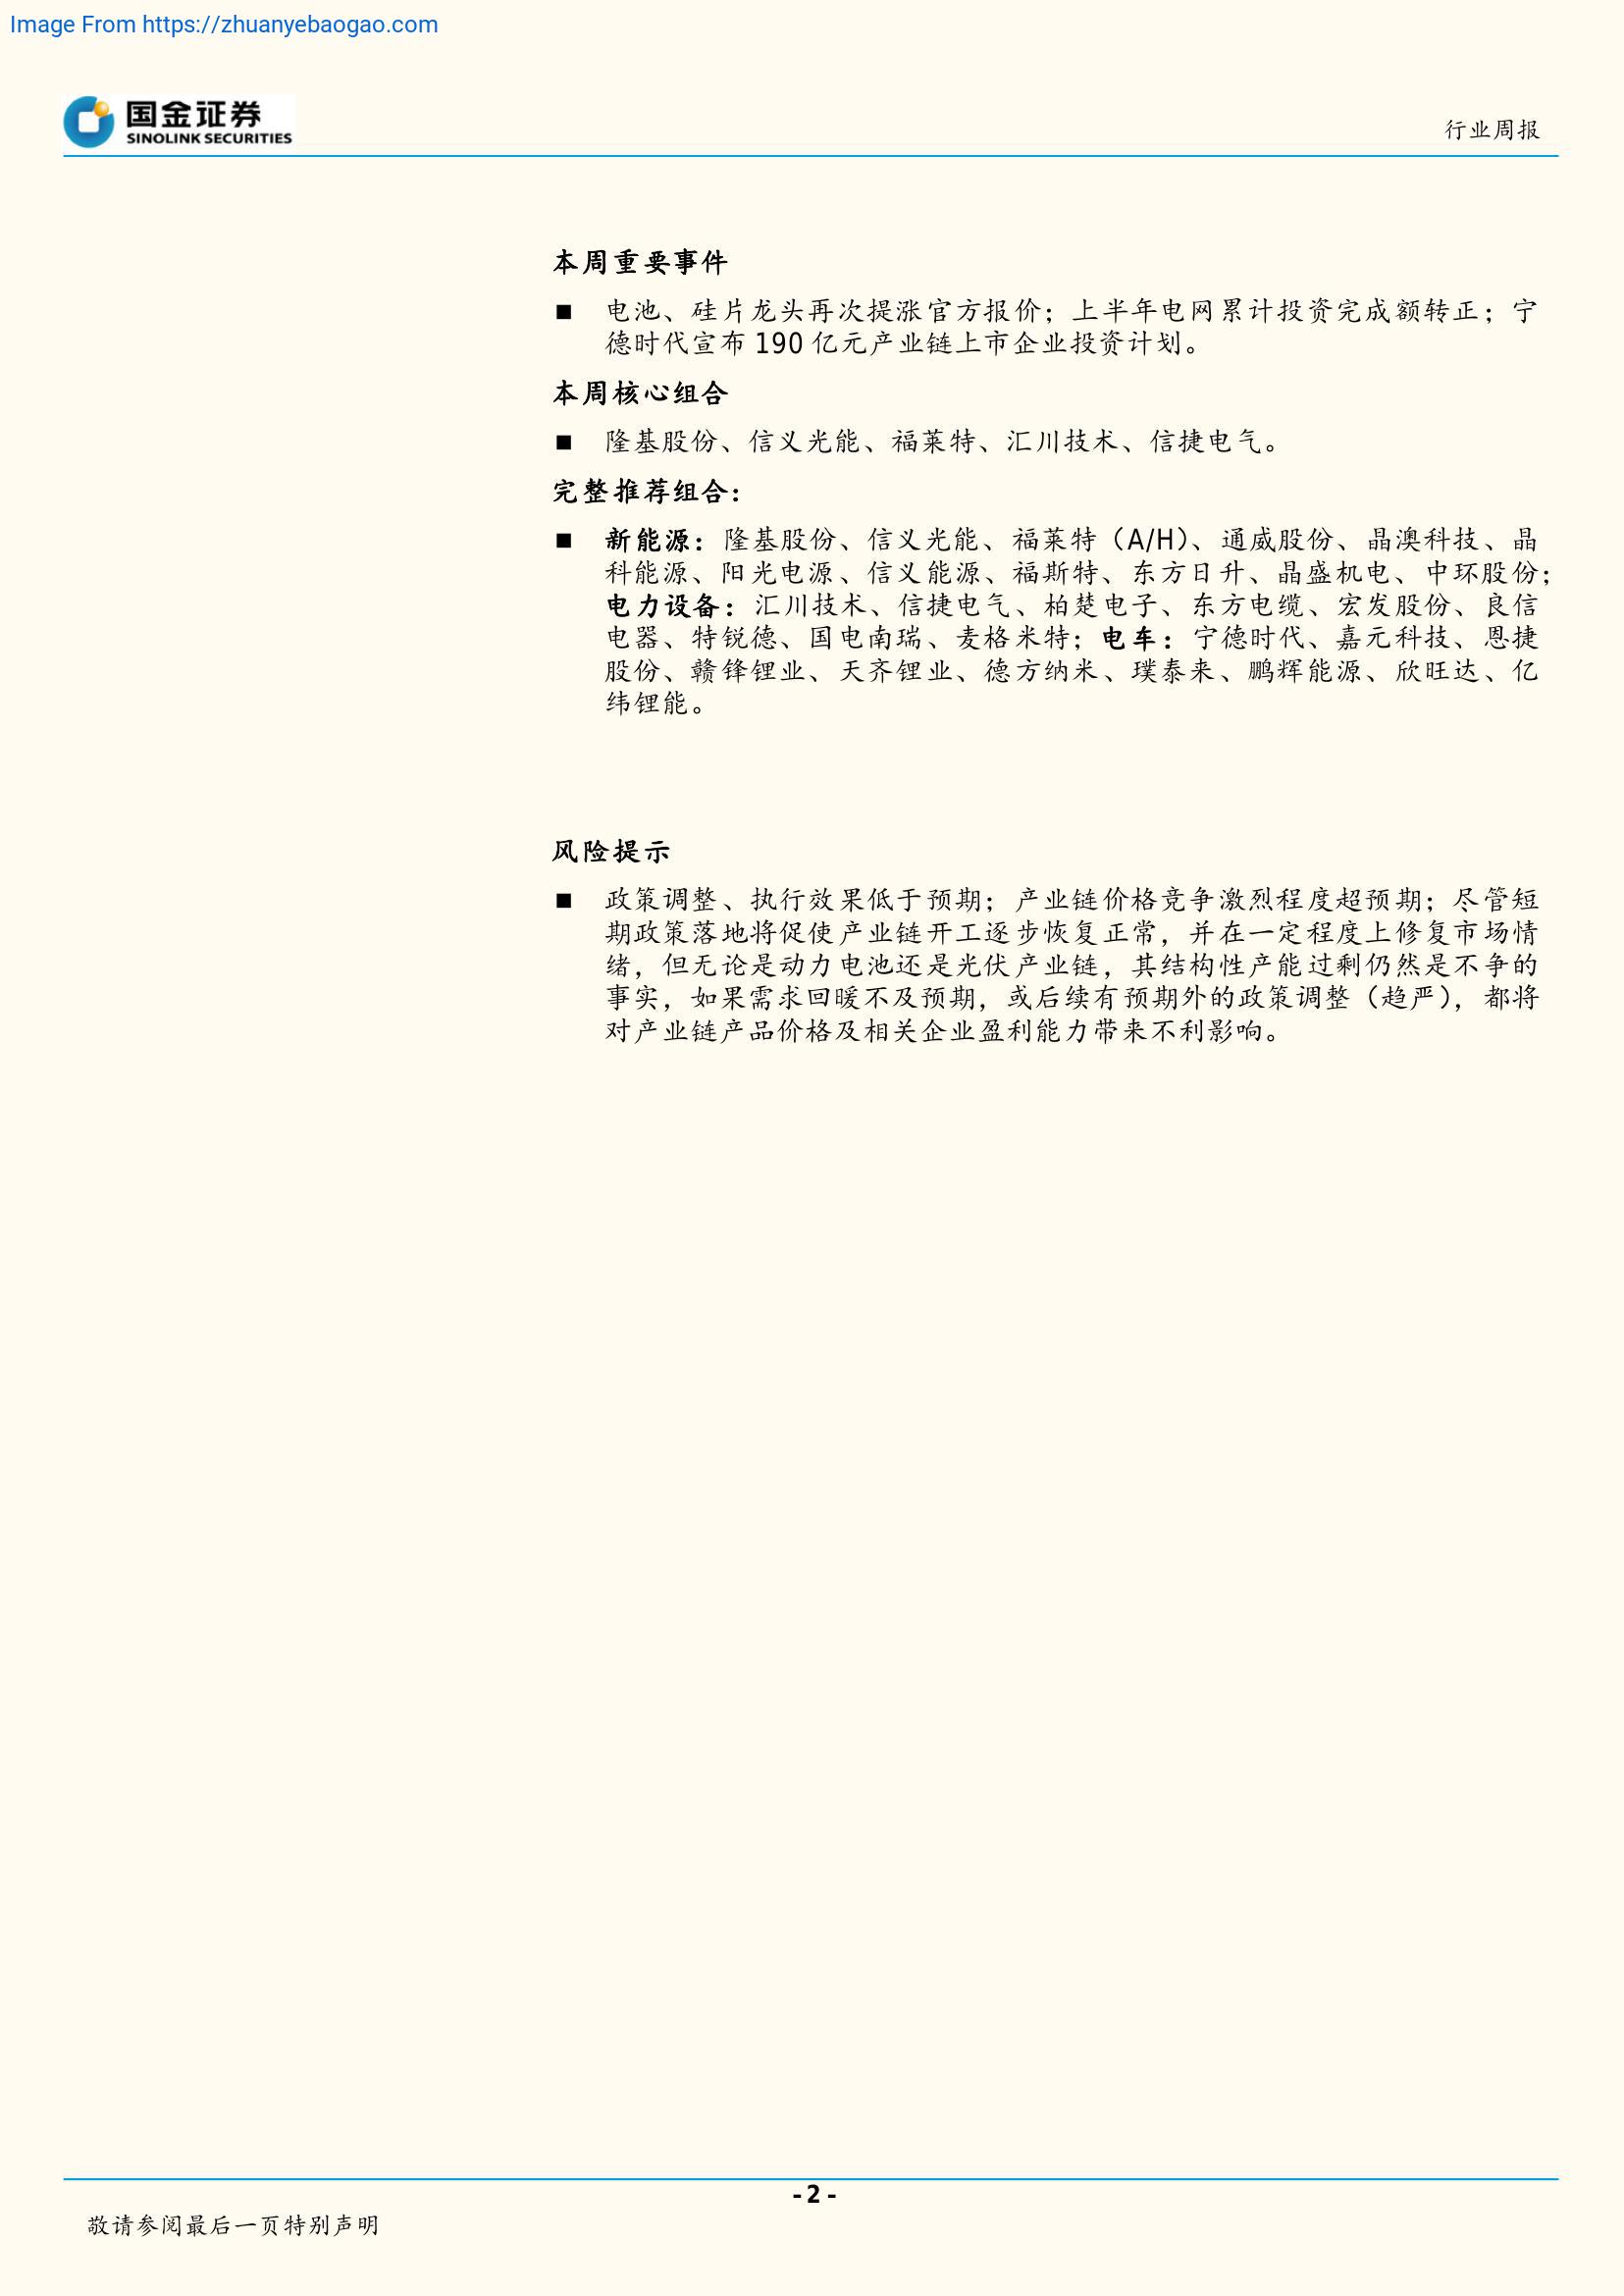 Image From https://zhuanyebaogao.com
国金证券
SINOLINK SECURITIES
行业周报
本周重要事件
■ 电池、硅片龙头再次提涨官方报价；上半年电网累计投资完成额转正；宁
德时代宣布 190 亿元产业链上市企业投资计划。
本周核心组合
■ 隆基股份、信义光能、福莱特、汇川技术、信捷电气。
完整推荐组合：
■ 新能源：隆基股份、信义光能、福莱特（A/H）、通威股份、晶澳科技、晶
科能源、阳光电源、信义能源、福斯特、东方日升、晶盛机电、中环股份；
电力设备：汇川技术、信捷电气、柏楚电子、东方电缆、宏发股份、良信
电器、特锐德、国电南瑞、麦格米特；电车：宁德时代、嘉元科技、恩捷
股份、赣锋锂业、天齐锂业、德方纳米、璞泰来、鹏辉能源、欣旺达、亿
纬锂能。
风险提示
■ 政策调整、执行效果低于预期；产业链价格竞争激烈程度超预期；尽管短
期政策落地将促使产业链开工逐步恢复正常，并在一定程度上修复市场情
绪，但无论是动力电池还是光伏产业链，其结构性产能过剩仍然是不争的
事实，如果需求回暖不及预期，或后续有预期外的政策调整（趋严），都将
对产业链产品价格及相关企业盈利能力带来不利影响。
- 2 -
敬请参阅最后一页特别声明